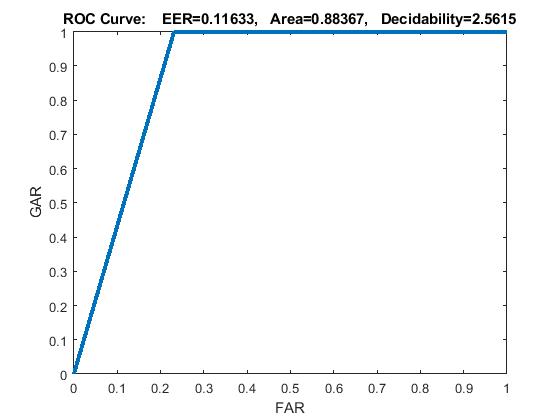 ROC Curve: EER=0.11633, Area=0.88367, Decidability=2.5615
1
0.9
0.8
0.7
0.6
0.5
0.4
0.3
0.2
0.1
0
GAR
0 0.1 0.2 0.3 0.4 0.5 0.6 0.7 0.8 0.9 1
FAR